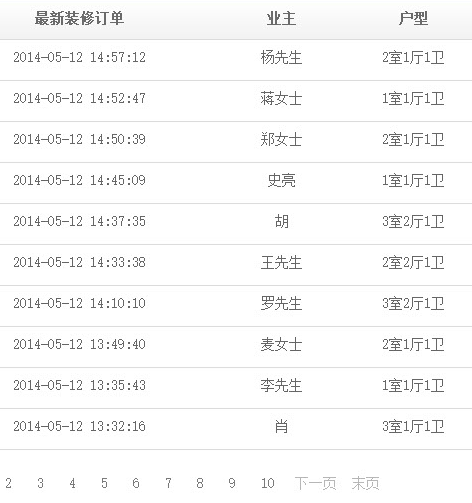 最新装修订单 业主 户型
2014-05-12 14:57:12 杨先生 2室1厅1卫
2014-05-12 14:52:47 蒋女士 1室1厅1卫
2014-05-12 14:50:39 郑女士 2室1厅1卫
2014-05-12 14:45:09 史亮 1室1厅1卫
2014-05-12 14:37:35 胡 3室2厅1卫
2014-05-12 14:33:38 王先生 2室2厅1卫
2014-05-12 14:10:10 罗先生 3室2厅1卫
2014-05-12 13:49:40 麦女士 2室1厅1卫
2014-05-12 13:35:43 李先生 1室1厅1卫
2014-05-12 13:32:16 肖 3室1厅1卫
2 3 4 5 6 7 8 9 10 下一页 末页